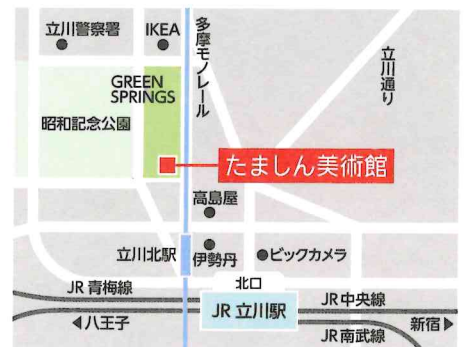 立川警察署
IKEA
多摩モノレール
立川通り
GREEN
SPRINGS
昭和記念公園
たましん美術館
高島屋
立川北駅
伊勢丹
ビックカメラ
北口
JR 青梅線
JR 立川駅
JR 中央線
八王子
新宿
JR 南武線